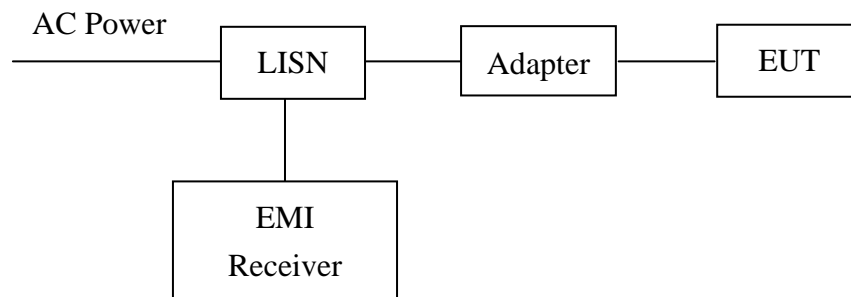 AC Power
LISN
Adapter
EUT
EMI
Receiver